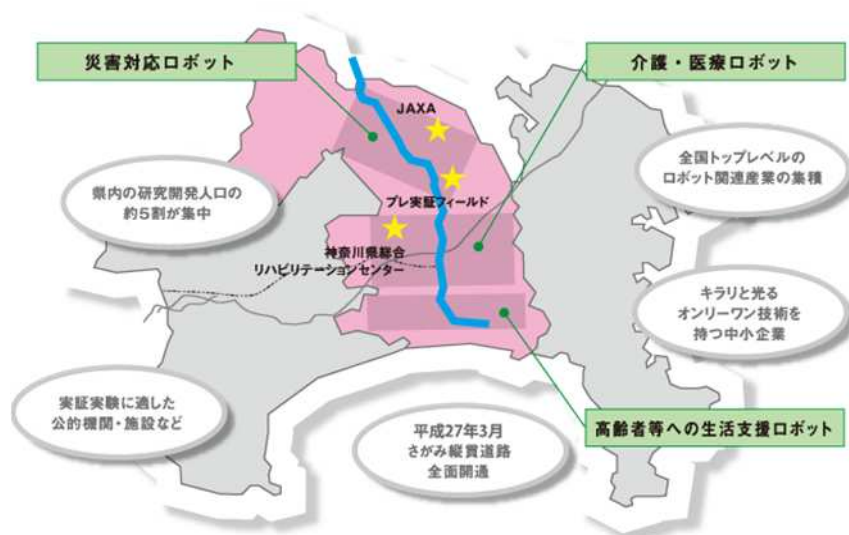 災害対応ロボット
介護・医療ロボット
JAXA
全国トップレベルの
ロボット関連産業の集積
県内の研究開発人口の
約5割が集中
プレ実証フィールド
神奈川県総合
リハビリテーションセンター
キラリと光る
オンリーワン技術を
持つ中小企業
実証実験に適した
公的機関・施設など
平成27年3月
さがみ縦貫道路
全面開通
高齢者等への生活支援ロボット